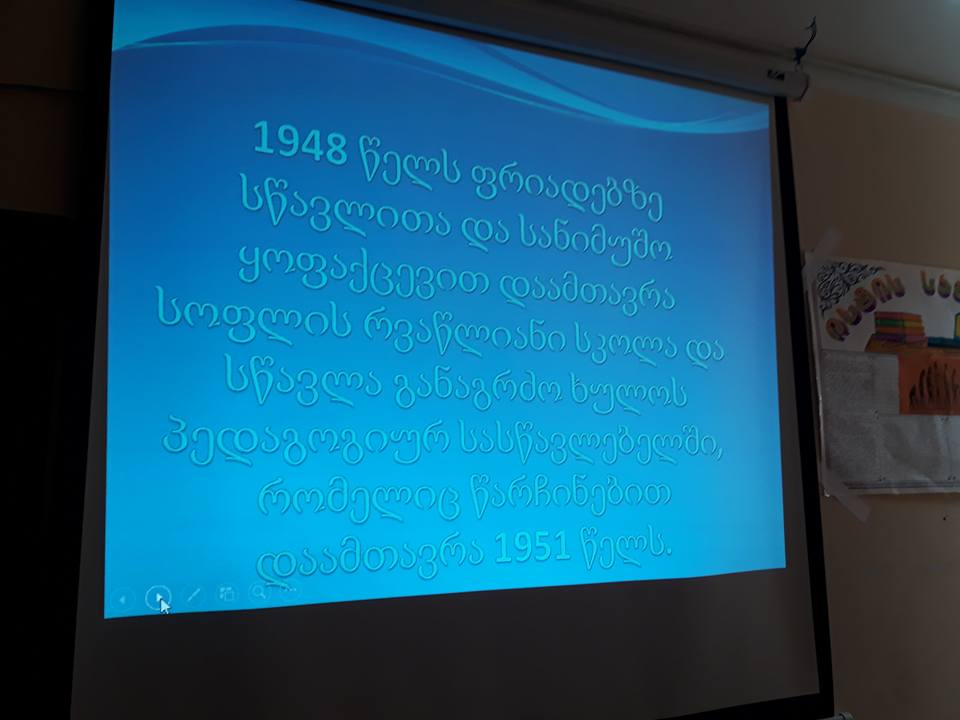 1948 წელს ფრიადებზე
სწავლითა და სანიმუშო
ყოფაქცევით დაამთავრა
სოფლის რვაწლიანი სკოლა და
სწავლა განაგრძო ხულოს
პედაგოგიურ სასწავლებელში,
რომელიც წარჩინებით
დაამთავრა 1951 წელს.